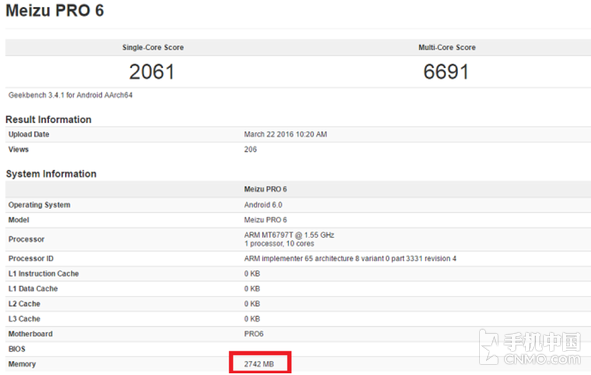 Meizu PRO 6
Single-Core Score Multi-Core Score
2061 6691
Geekbench 3.4.1 for Android AArch64
Result Information
Upload Date March 22 2016 10:20 AM
Views 206
System Information
Meizu PRO 6
Operating System Android 6.0
Model Meizu PRO 6
Processor ARM MT6797T @ 1.55 GHz
1 processor, 10 cores
Processor ID ARM implementer 65 architecture 8 variant 0 part 3331 revision 4
L1 Instruction Cache 0 KB
L1 Data Cache 0 KB
L2 Cache 0 KB
L3 Cache 0 KB
Motherboard PRO6
BIOS
Memory 2742 MB
手机中国
CNMO.com